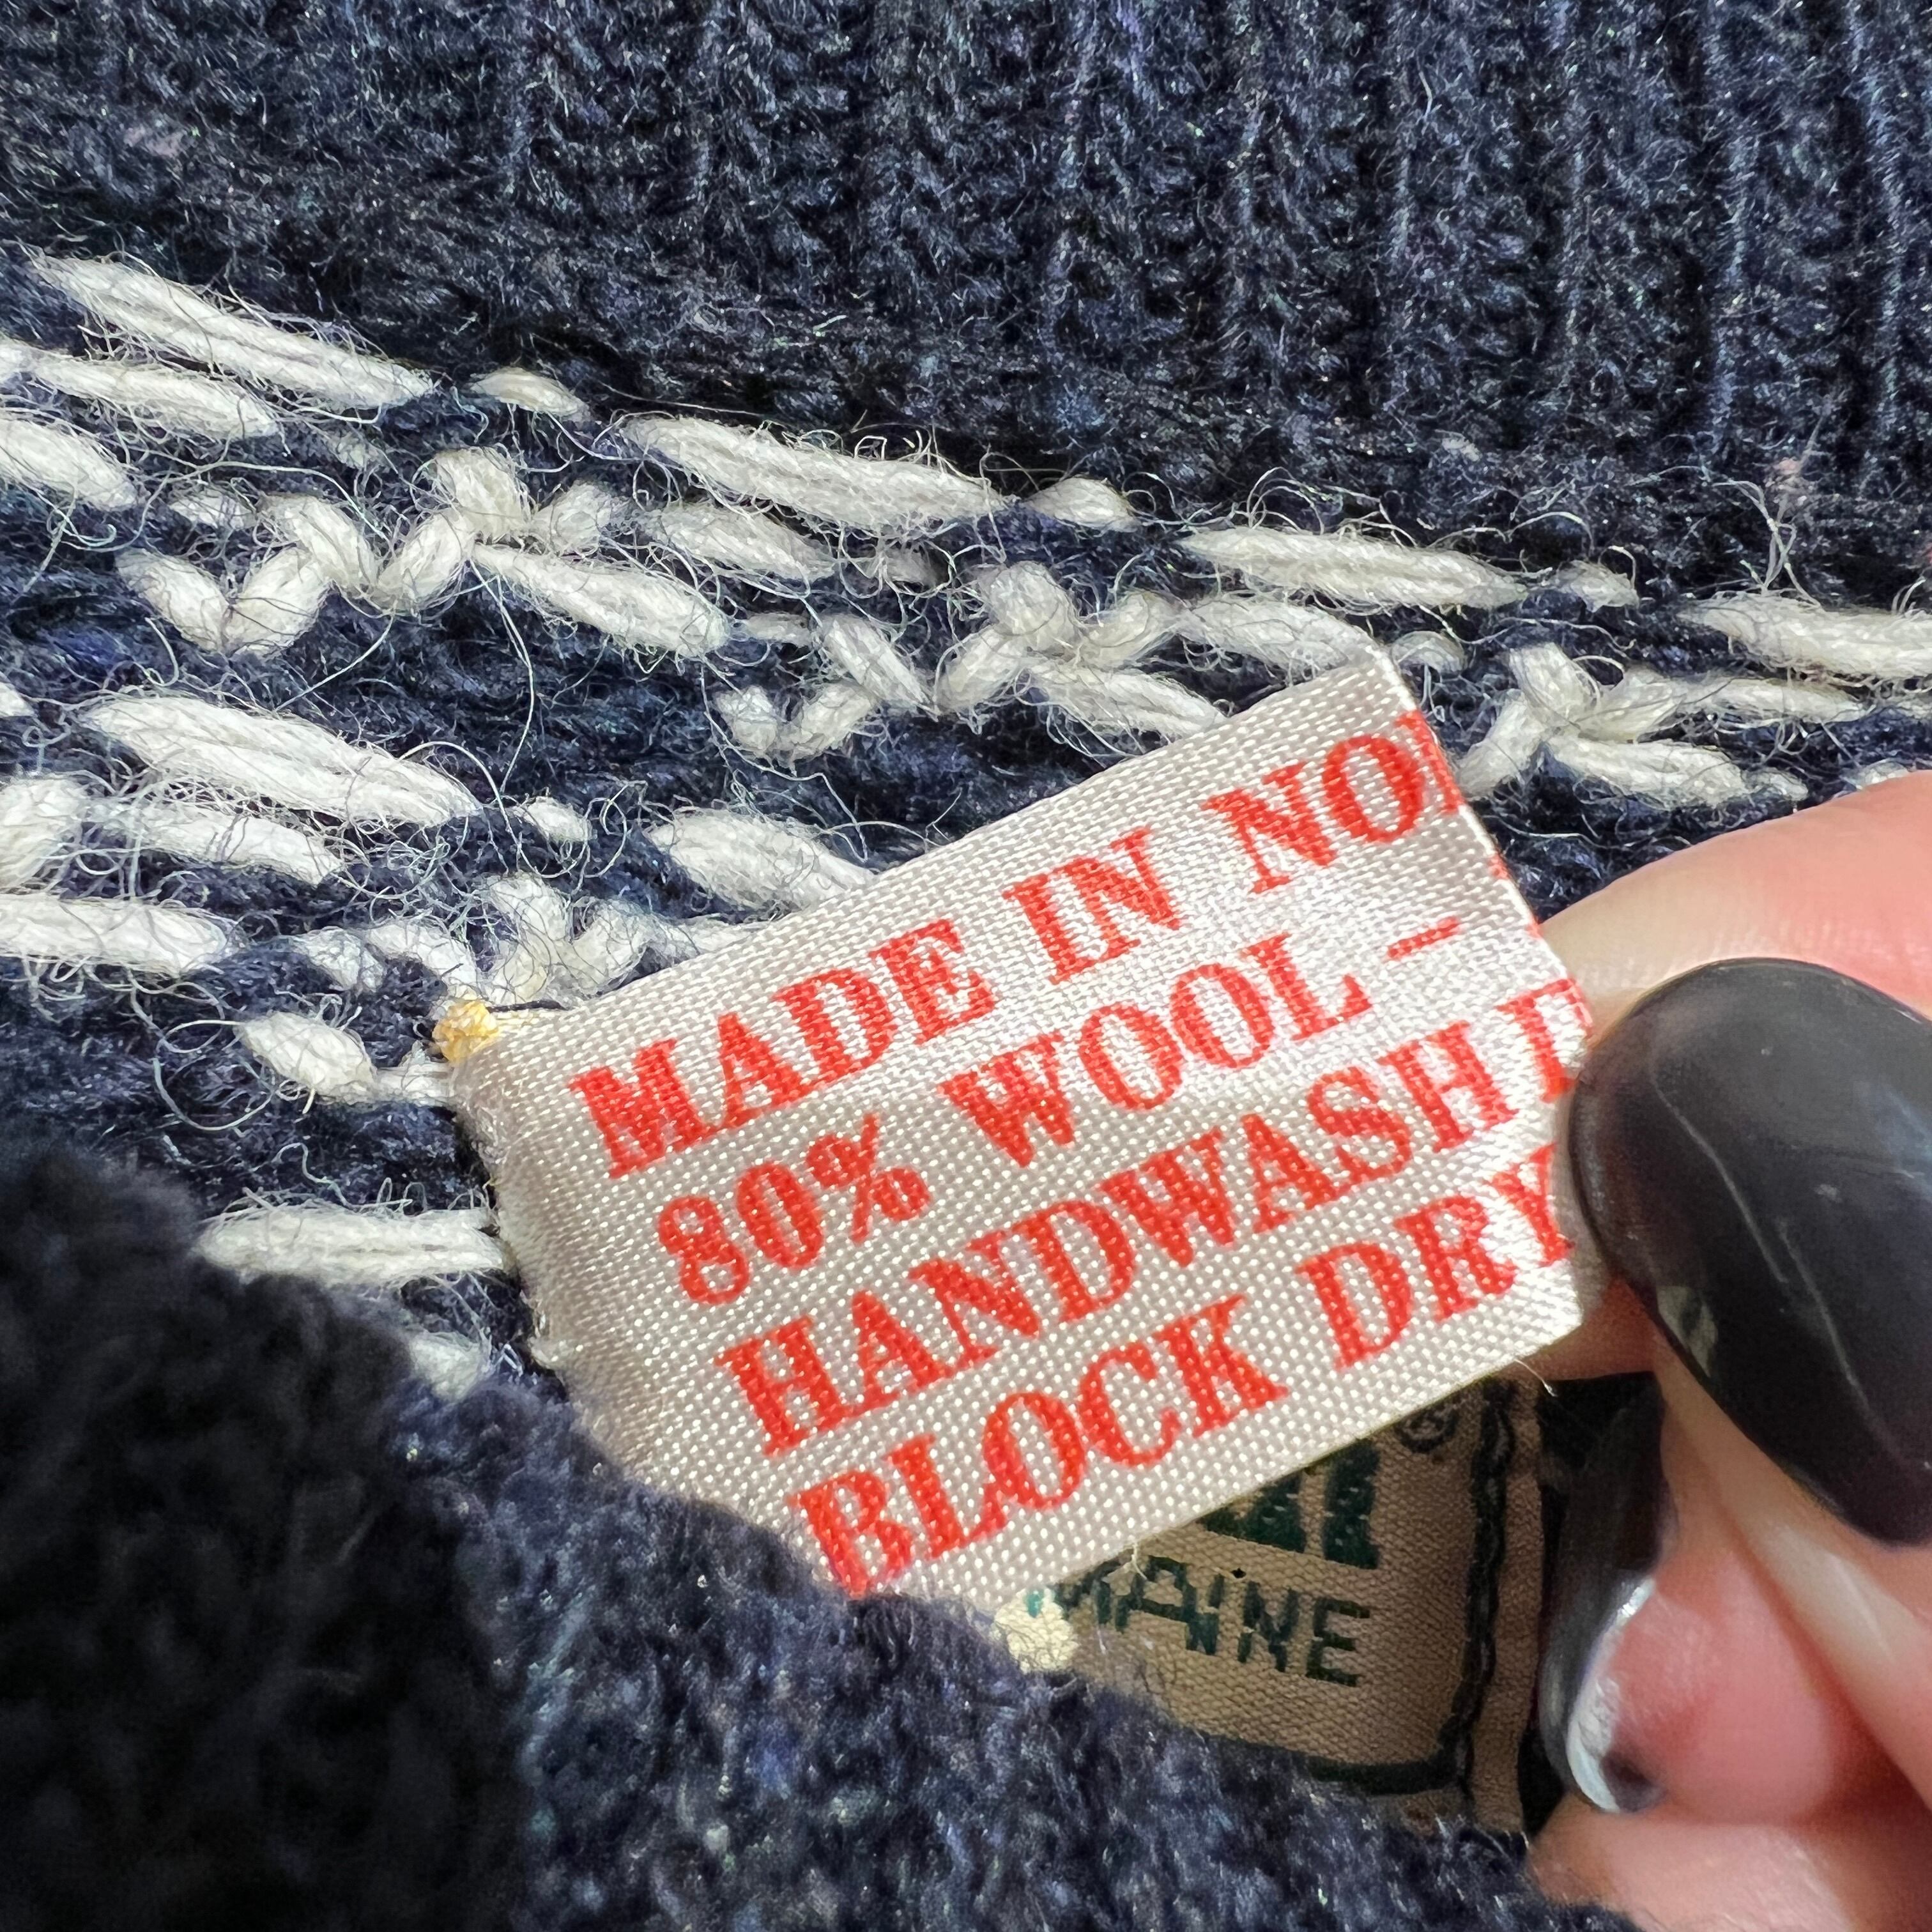 MADE IN NO
80% WOOL –
HANDWASH
BLOCK DRY
MAINE
®